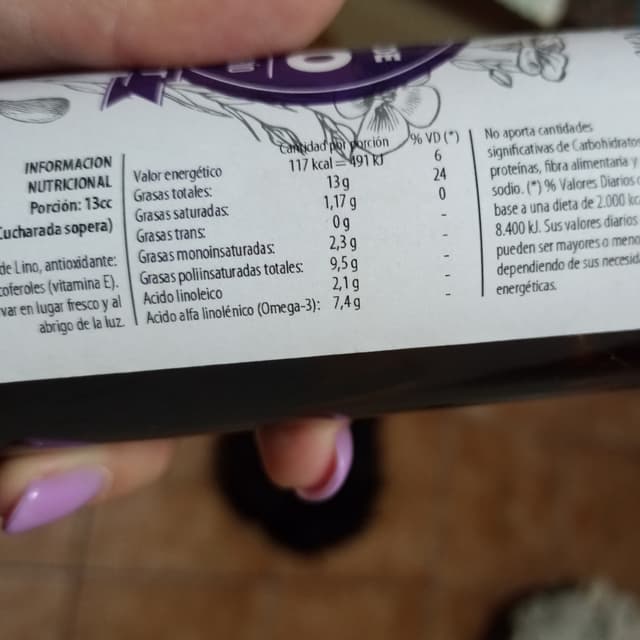 DE
O
INFORMACION
NUTRICIONAL
Porción: 13cc
Cucharada sopera)
de Lino, antioxidante:
coferoles (vitamina E).
var en lugar fresco y al
abrigo de la luz.
Cantidad por porción % VD (*)
Valor energético 117 kcal = 491 kJ 6
Grasas totales: 13 g 24
Grasas saturadas: 1,17 g 0
Grasas trans: 0 g -
Grasas monoinsaturadas: 2,3 g -
Grasas poliinsaturadas totales: 9,5 g -
Acido linoleico 2,1 g -
Acido alfa linolénico (Omega-3): 7,4 g -
No aporta cantidades
significativas de Carbohidratos
proteínas, fibra alimentaria y
sodio. (*) % Valores Diarios
base a una dieta de 2.000 kc
8.400 kJ. Sus valores diarios
pueden ser mayores o meno
dependiendo de sus necesid
energéticas.